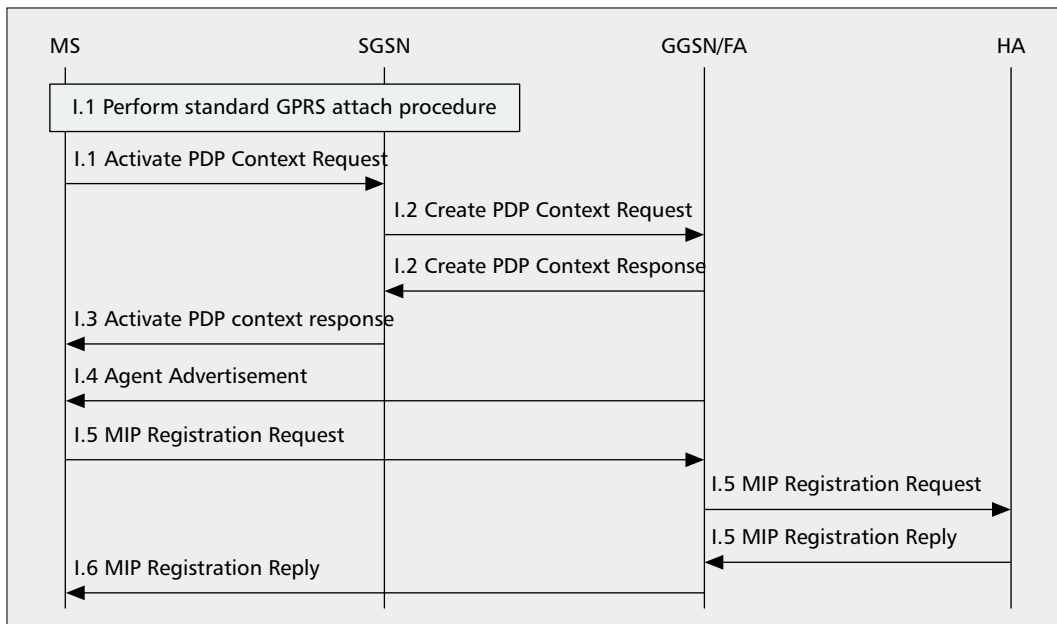 MS SGSN GGSN/FA HA
I.1 Perform standard GPRS attach procedure
I.1 Activate PDP Context Request
I.2 Create PDP Context Request
I.2 Create PDP Context Response
I.3 Activate PDP context response
I.4 Agent Advertisement
I.5 MIP Registration Request
I.5 MIP Registration Request
I.5 MIP Registration Reply
I.6 MIP Registration Reply